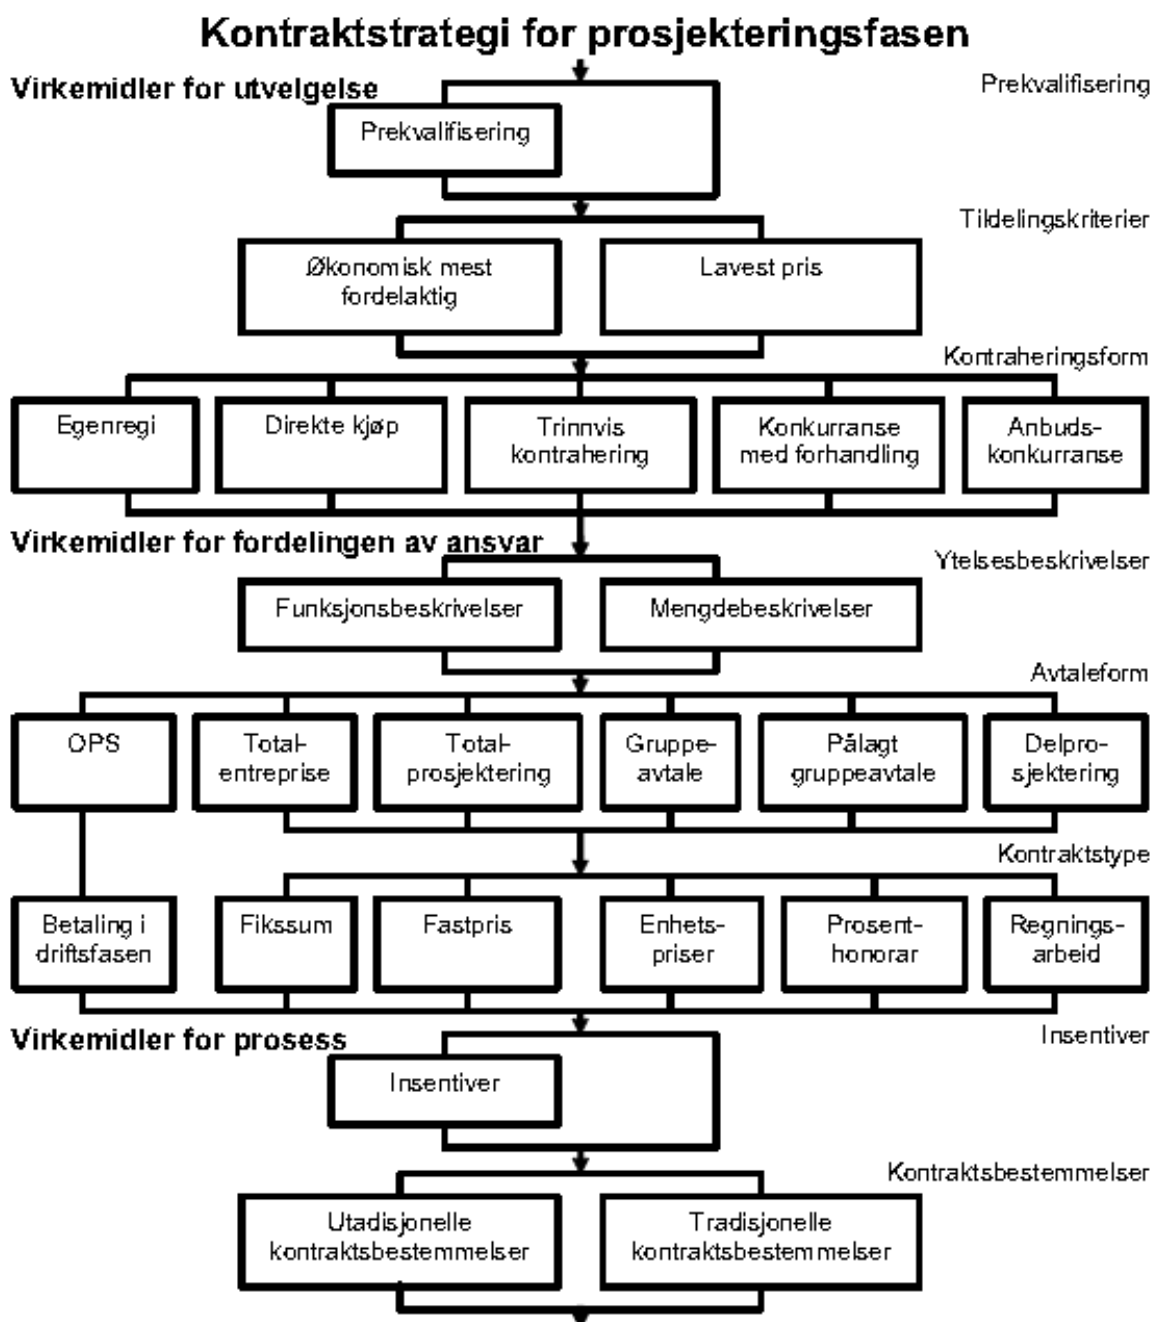 Kontraktstrategi for prosjekteringsfasen
Virkemidler for utvelgelse
Prekvalifisering
Prekvalifisering
Tildelingskriterier
Økonomisk mest
fordelaktig
Lavest pris
Kontraheringsform
Egenregi
Direkte kjøp
Trinnvis
kontrahering
Konkurranse
med forhandling
Anbuds-
konkurranse
Virkemidler for fordelingen av ansvar
Ytelsesbeskrivelser
Funksjonsbeskrivelser
Mengdebeskrivelser
Avtaleform
OPS
Total-
entreprise
Total-
prosjektering
Gruppe-
avtale
Pålagt
gruppeavtale
Delpro-
sjektering
Kontraktstype
Betaling i
driftsfasen
Fikssum
Fastpris
Enhets-
priser
Prosent-
honorar
Regnings-
arbeid
Virkemidler for prosess
Insentiver
Insentiver
Kontraktsbestemmelser
Utadisjonelle
kontraktsbestemmelser
Tradisjonelle
kontraktsbestemmelser